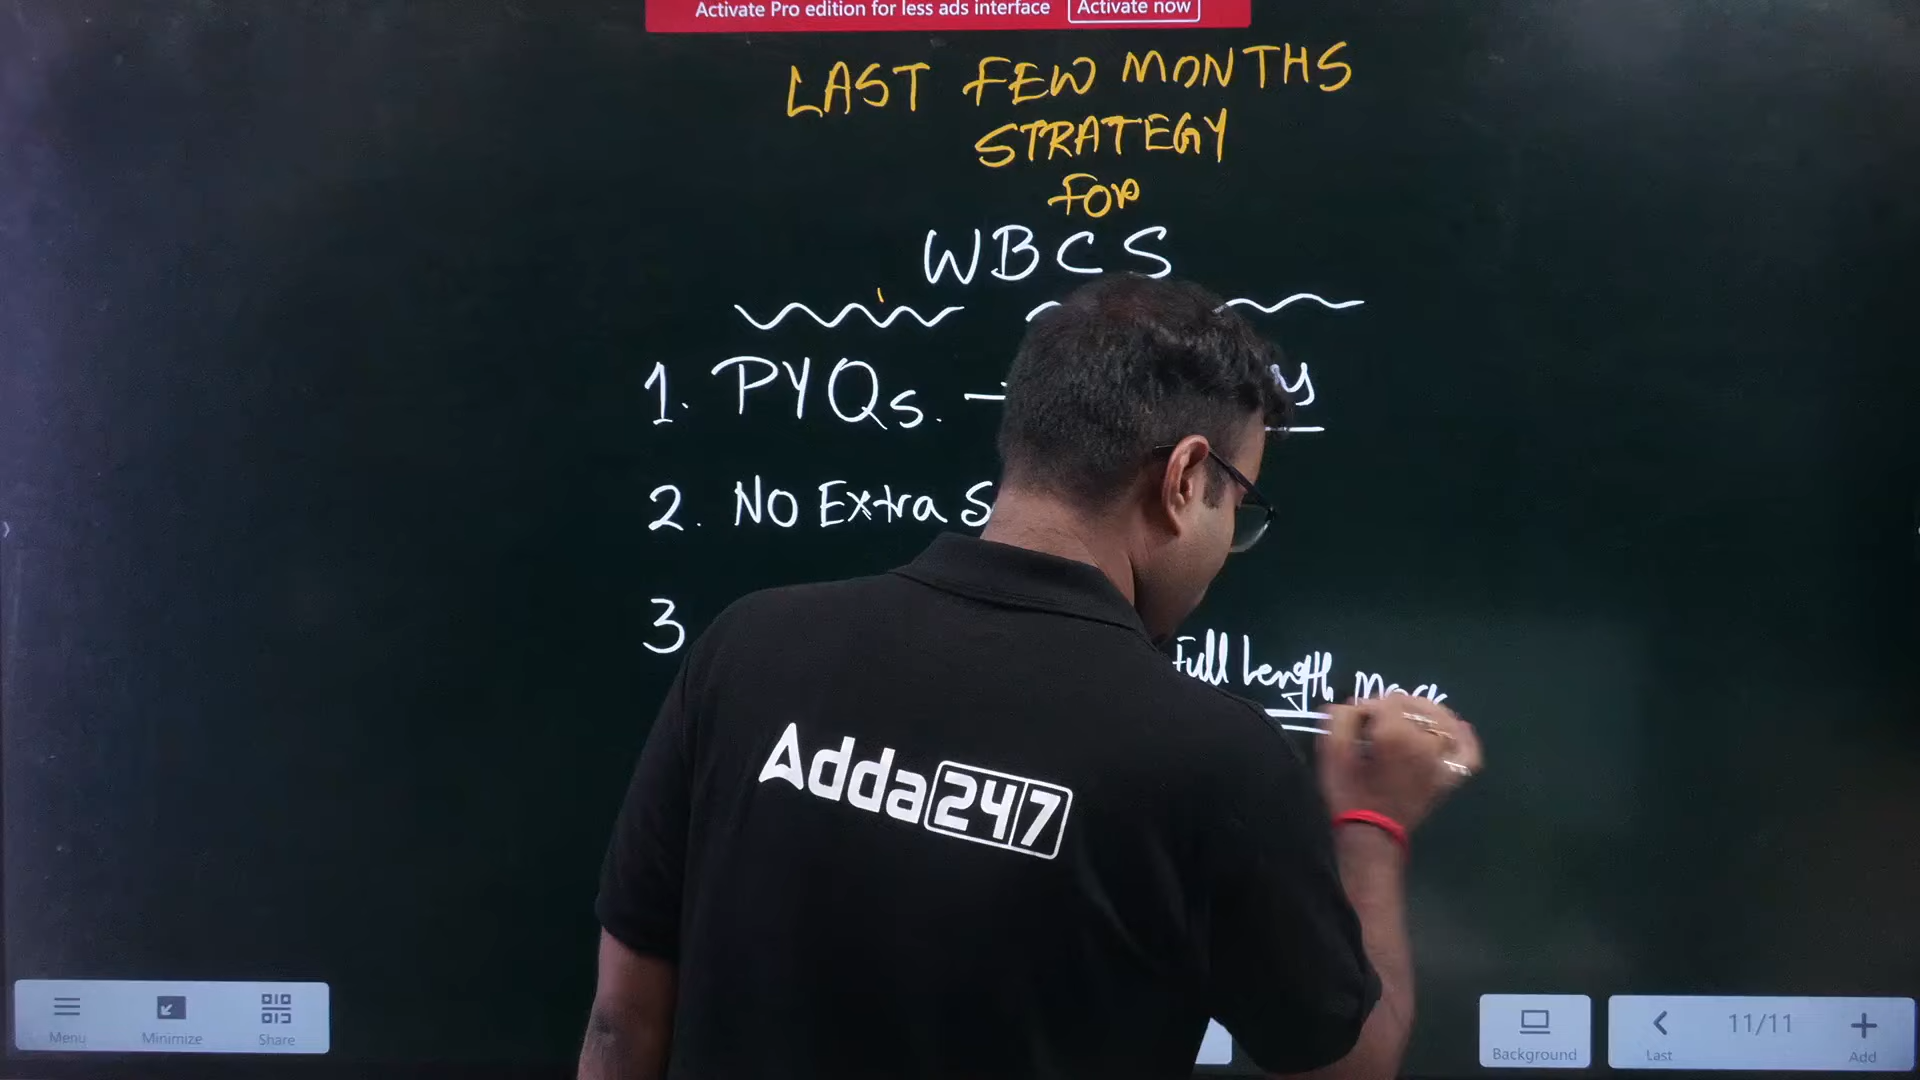 Activate Pro edition for less ads interface Activate now
LAST FEW MONTHS
STRATEGY
FOR
WBCS
1. PYQs. →
2. NO Extra S
3
Full Length Mock
Adda247
Menu Minimize Share
Background
Last 11/11 Add